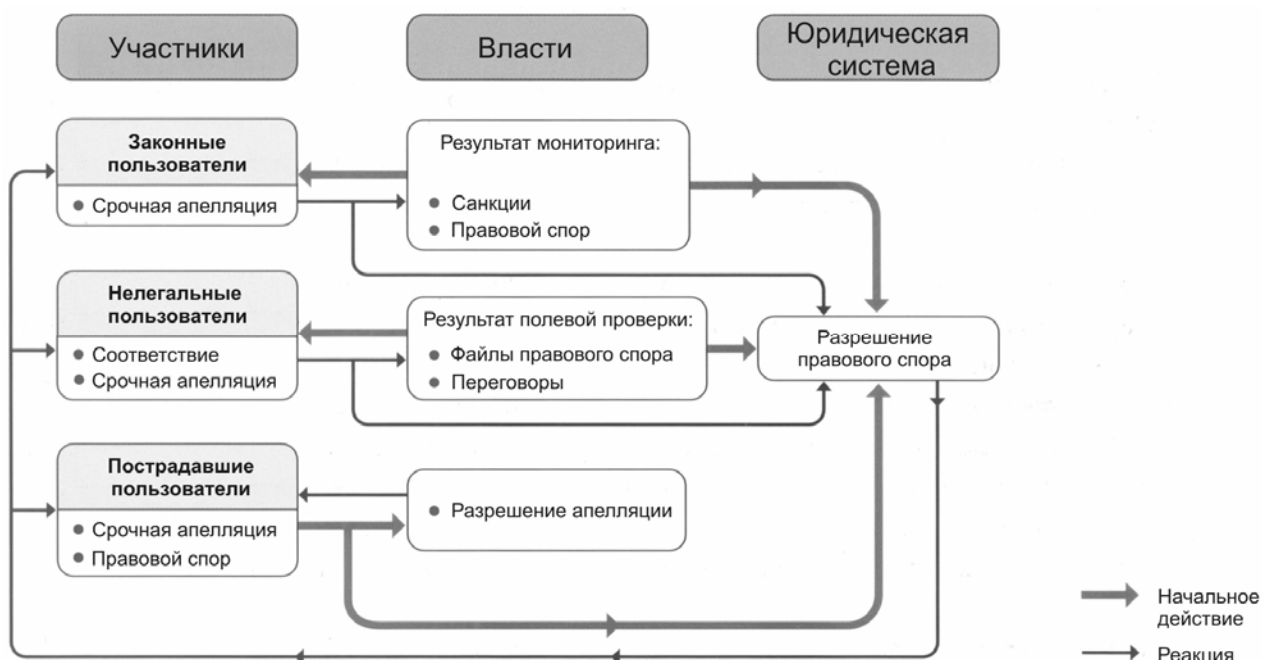 Участники
Власти
Юридическая
система
Законные
пользователи
● Срочная апелляция
Результат мониторинга:
● Санкции
● Правовой спор
Нелегальные
пользователи
● Соответствие
● Срочная апелляция
Результат полевой проверки:
● Файлы правового спора
● Переговоры
Разрешение
правового спора
Пострадавшие
пользователи
● Срочная апелляция
● Правовой спор
● Разрешение апелляции
Начальное
действие
Реакция